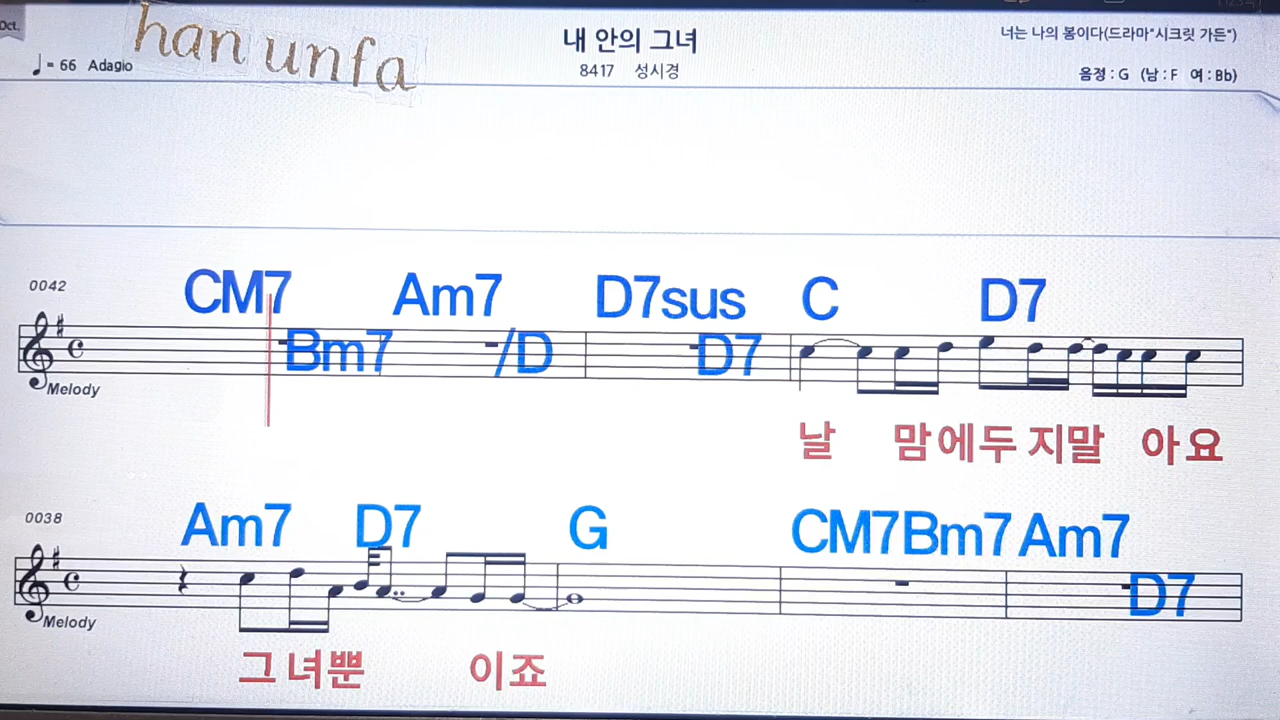 Oct.
han unfa
내 안의 그녀
너는 나의 봄이다(드라마"시크릿 가든")
♩= 66 Adagio
8417 성시경
음정 : G (남 : F 여 : Bb)
0042
CM7 Am7 D7sus C D7
Bm7 /D D7
Melody
날 맘에두 지말 아요
0038
Am7 D7 G CM7Bm7Am7
D7
Melody
그 녀뿐 이죠